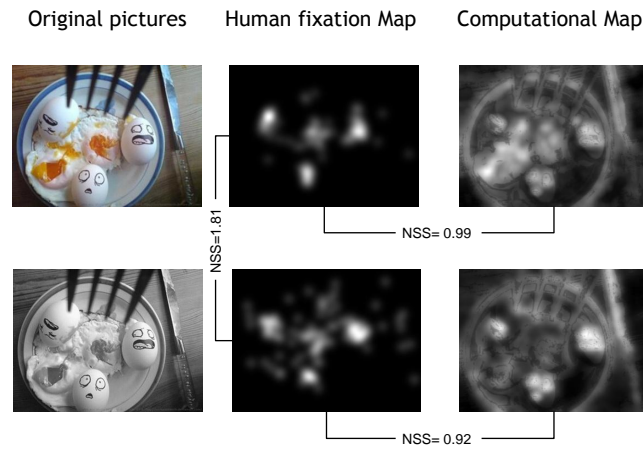 Original pictures
Human fixation Map
Computational Map
NSS=1.81
NSS= 0.99
NSS= 0.92